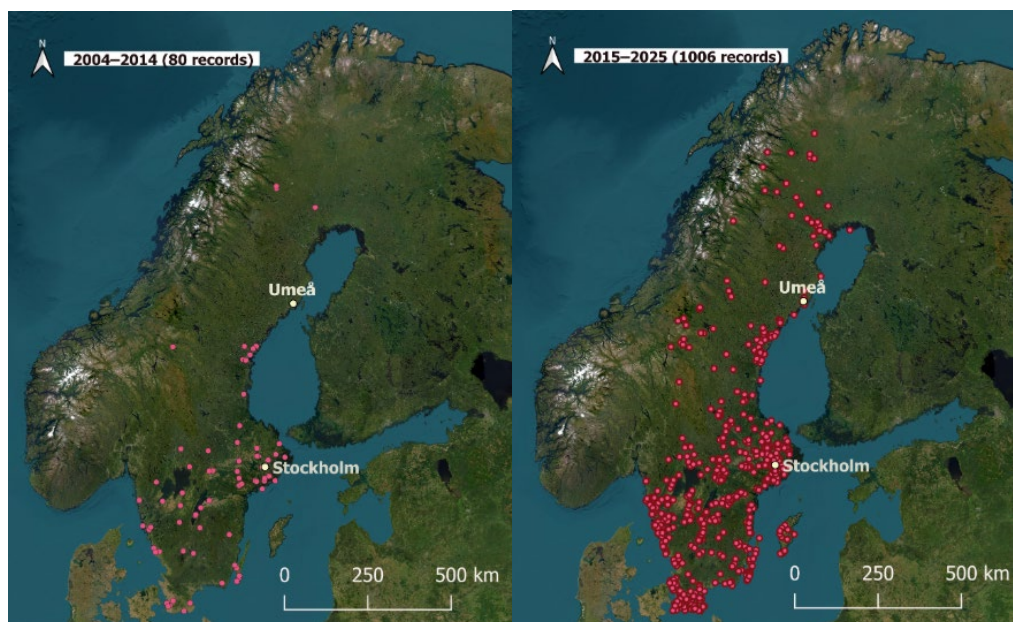 N
2004–2014 (80 records)
Umeå
Stockholm
0 250 500 km
N
2015–2025 (1006 records)
Umeå
Stockholm
0 250 500 km